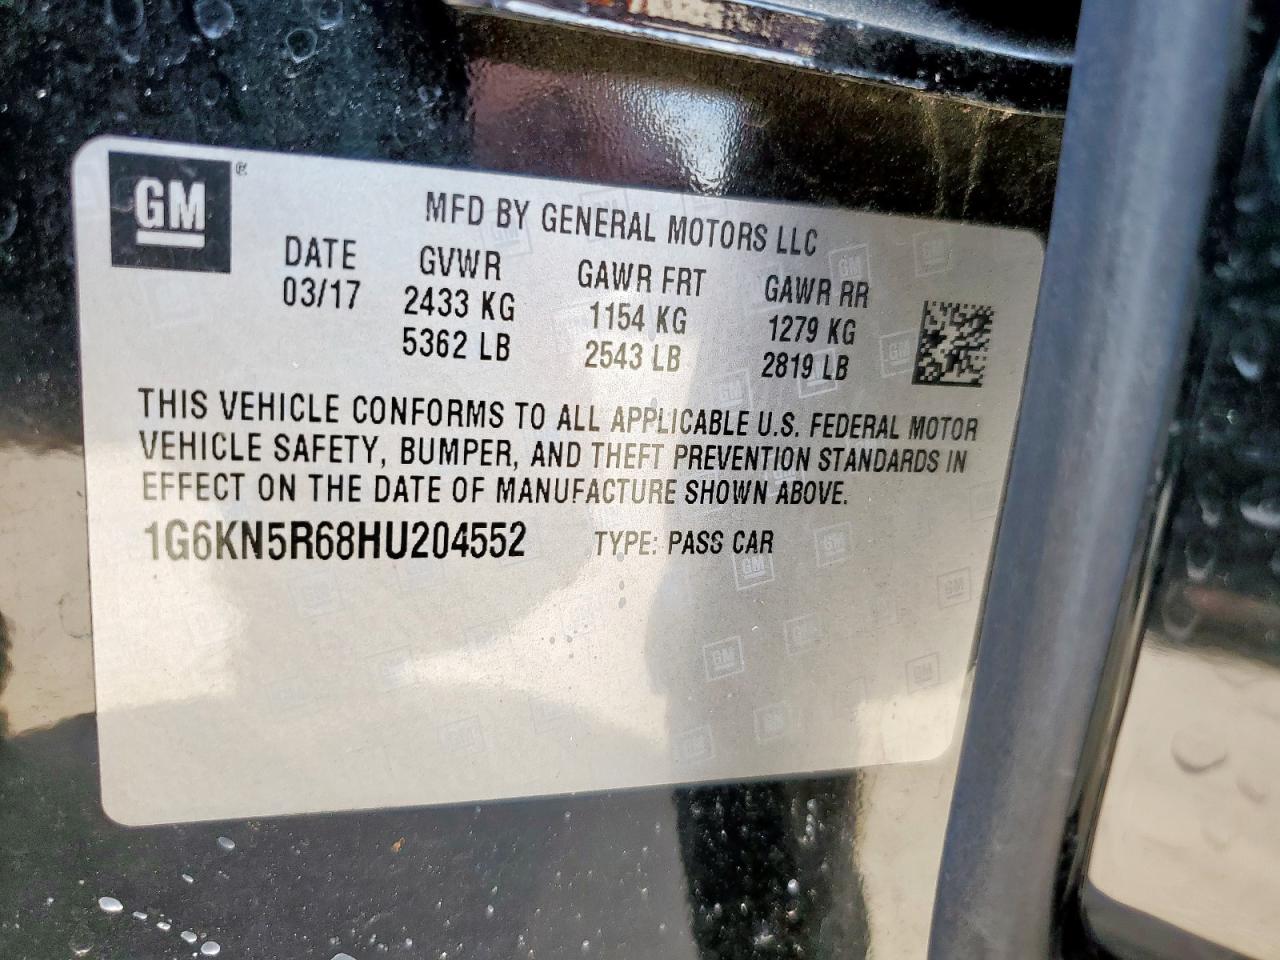 GM
MFD BY GENERAL MOTORS LLC
DATE GVWR GAWR FRT GAWR RR
03/17 2433 KG 1154 KG 1279 KG
5362 LB 2543 LB 2819 LB
THIS VEHICLE CONFORMS TO ALL APPLICABLE U.S. FEDERAL MOTOR
VEHICLE SAFETY, BUMPER, AND THEFT PREVENTION STANDARDS IN
EFFECT ON THE DATE OF MANUFACTURE SHOWN ABOVE.
1G6KN5R68HU204552 TYPE: PASS CAR